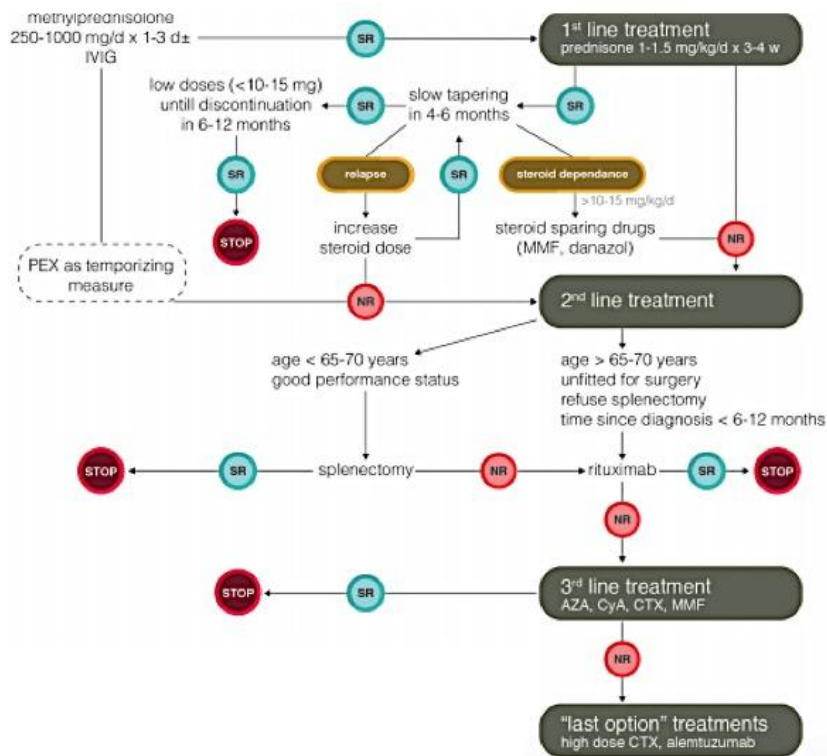 methylprednisolone
250-1000 mg/d x 1-3 d±
IVIG
SR
1st line treatment
prednisone 1-1.5 mg/kg/d x 3-4 w
low doses (<10-15 mg)
untill discontinuation
in 6-12 months
SR
slow tapering
in 4-6 months
SR
SR
relapse
SR
steroid dependance
>10-15 mg/kg/d
STOP
increase
steroid dose
steroid sparing drugs
(MMF, danazol)
NR
PEX as temporizing
measure
NR
2nd line treatment
age < 65-70 years
good performance status
age > 65-70 years
unfitted for surgery
refuse splenectomy
time since diagnosis < 6-12 months
STOP
SR
splenectomy
NR
rituximab
SR
STOP
NR
STOP
SR
3rd line treatment
AZA, CyA, CTX, MMF
NR
"last option" treatments
high dose CTX, alemtuzumab